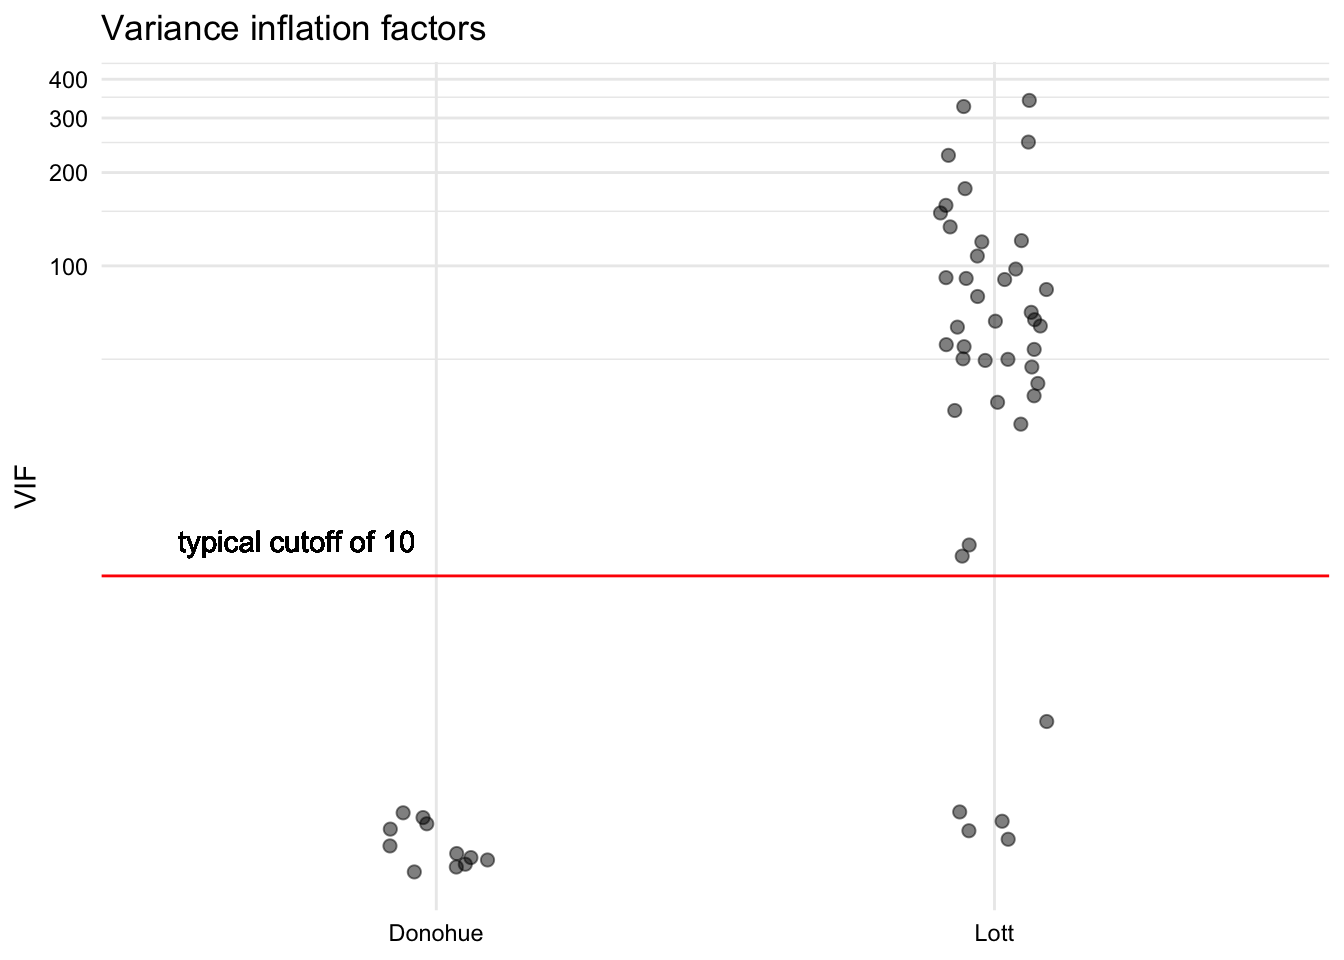 Variance inflation factors
400
300
200
100
VIF
typical cutoff of 10
Donohue
Lott